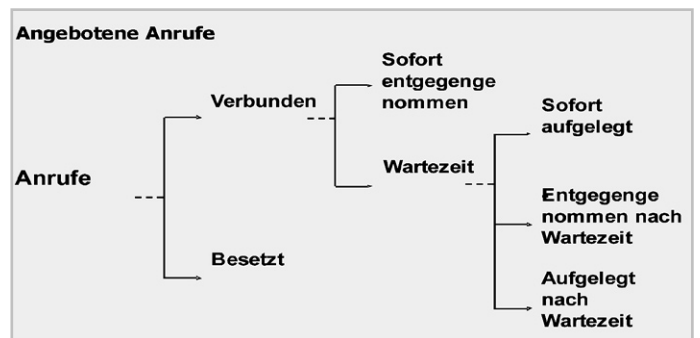 Angebotene Anrufe
Anrufe
Verbunden
Besetzt
Sofort
entgegenge
nommen
Wartezeit
Sofort
aufgelegt
Entgegenge
nommen nach
Wartezeit
Aufgelegt
nach
Wartezeit